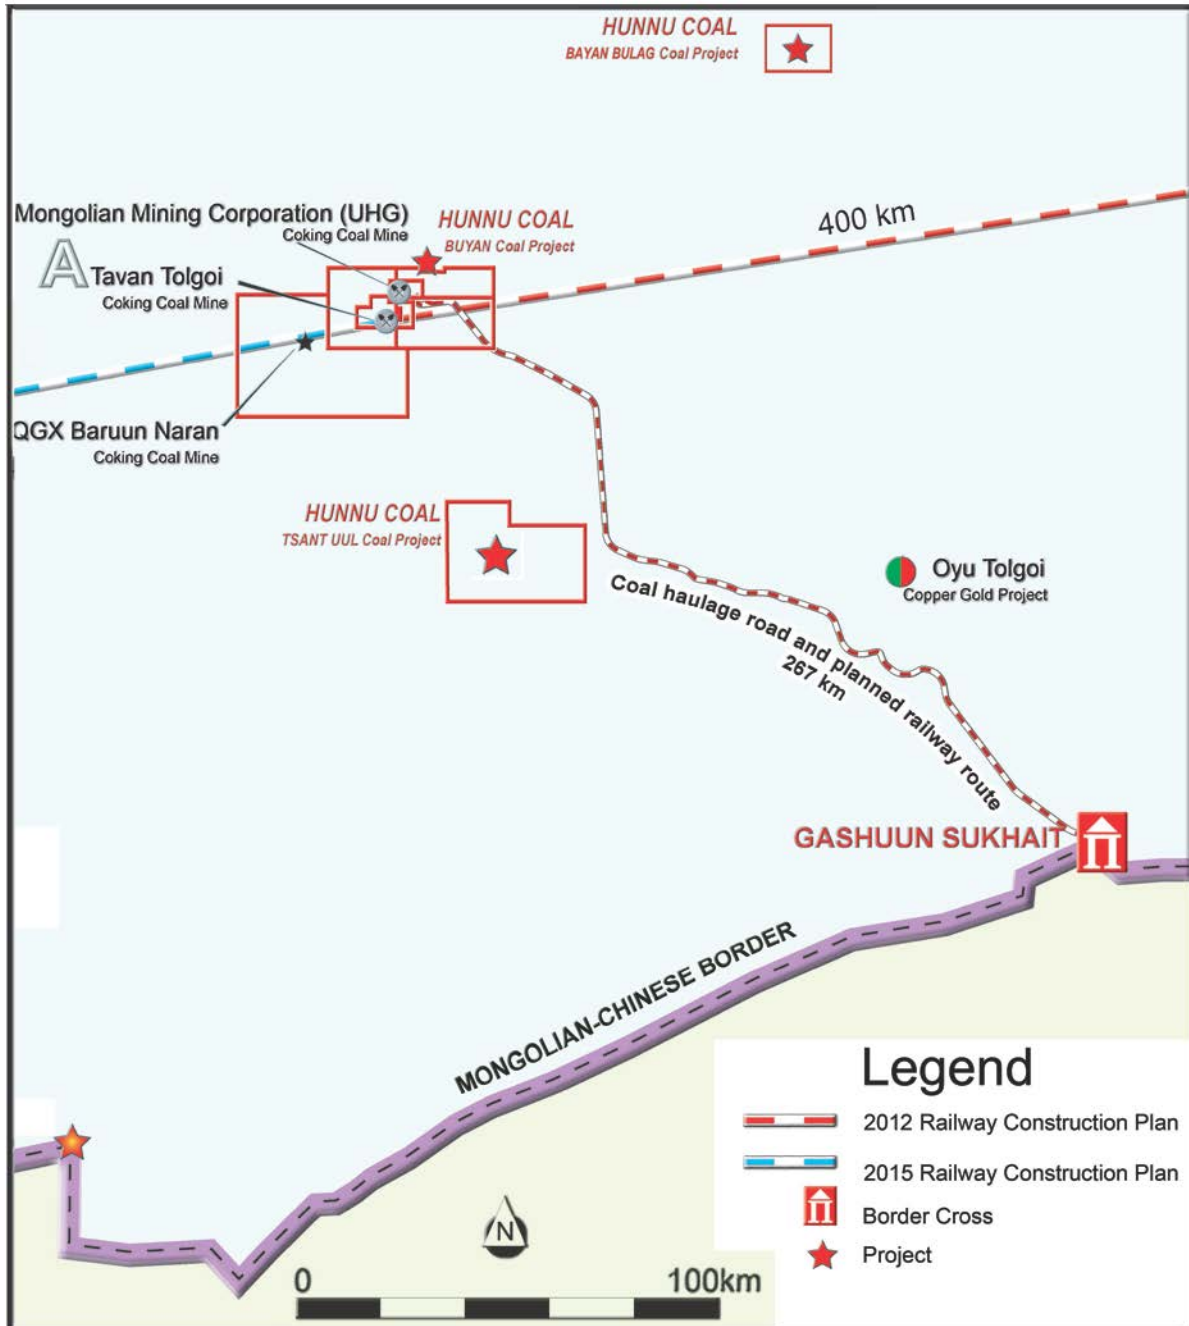 HUNNU COAL
BAYAN BULAG Coal Project
400 km
Mongolian Mining Corporation (UHG)
Coking Coal Mine
HUNNU COAL
BUYAN Coal Project
A
Tavan Tolgoi
Coking Coal Mine
QGX Baruun Naran
Coking Coal Mine
HUNNU COAL
TSANT UUL Coal Project
Oyu Tolgoi
Copper Gold Project
Coal haulage road and planned railway route
267 km
GASHUUN SUKHAIT
MONGOLIAN-CHINESE BORDER
Legend
2012 Railway Construction Plan
2015 Railway Construction Plan
Border Cross
Project
N
0 100km